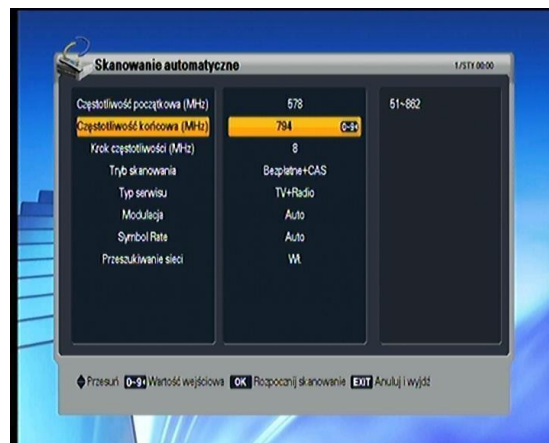 Skanowanie automatyczne 1/STY 00:00
Częstotliwość początkowa (MHz) 578 51~862
Częstotliwość końcowa (MHz) 794 0-9
Krok częstotliwości (MHz) 8
Tryb skanowania Bezpłatne+CAS
Typ serwisu TV+Radio
Modulacja Auto
Symbol Rate Auto
Przeszukiwanie sieci Wł.
Przesuń 0-9 Wartość wejściowa OK Rozpocznij skanowanie EXIT Anuluj i wyjdź